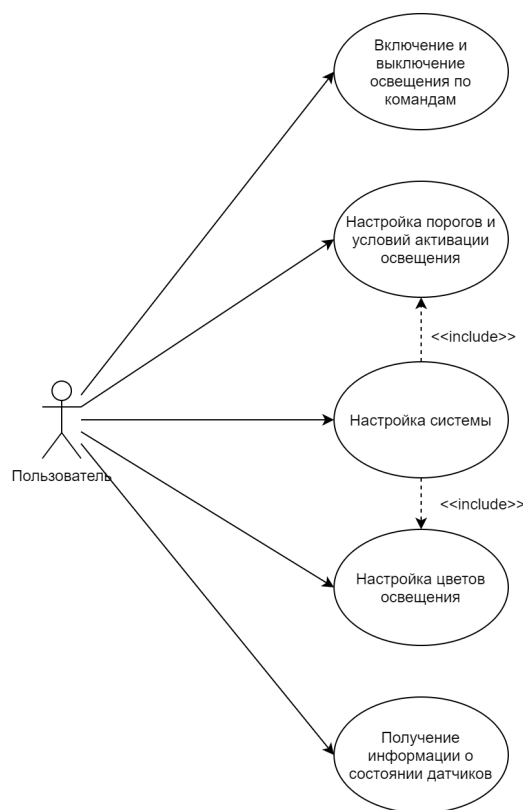 Включение и
выключение
освещения по
командам
Настройка порогов и
условий активации
освещения
<<include>>
Настройка системы
Пользователь
<<include>>
Настройка цветов
освещения
Получение
информации о
состоянии датчиков